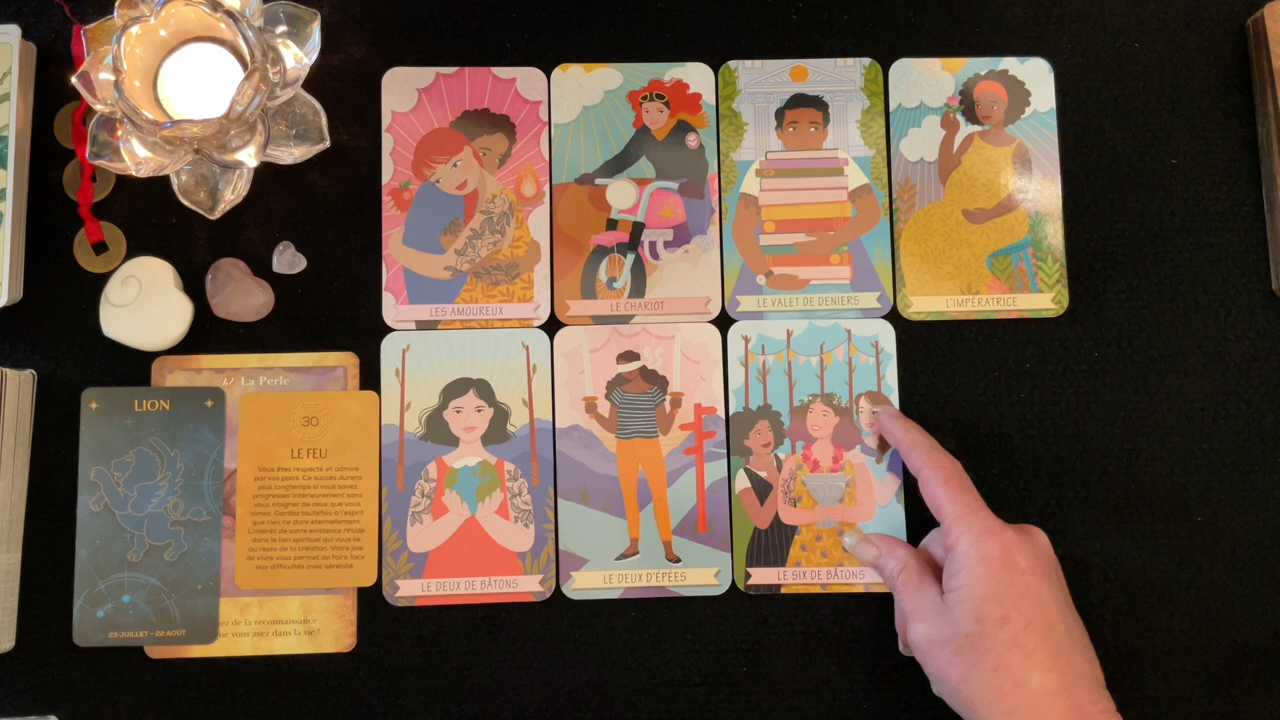 LES AMOUREUX
LE CHARIOT
LE VALET DE DENIERS
L'IMPÉRATRICE
La Perle
LION
23 JUILLET - 22 AOÛT
30
LE FEU
Vous êtes respecté et admiré
par vos pairs. Ce succès durera
plus longtemps si vous savez
progresser intérieurement sans
vous éloigner de ceux que vous
aimez. Gardez toutefois à l'esprit
que rien ne dure éternellement.
L'intérêt de votre existence réside
dans le lien spirituel qui vous lie
au reste de la création. Votre joie
de vivre vous permet de faire face
aux difficultés avec sérénité.
de la reconnaissance
que vous avez dans la vie !
LE DEUX DE BÂTONS
LE DEUX D'ÉPÉES
LE SIX DE BÂTONS